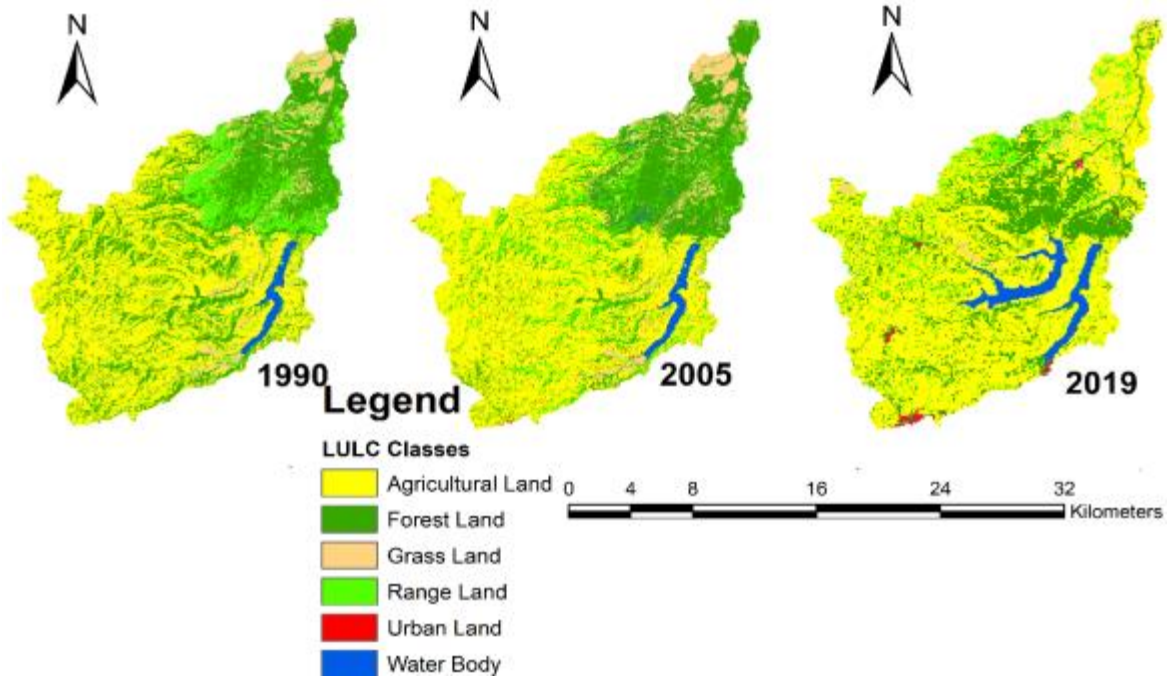 N
N
N
1990
2005
2019
Legend
LULC Classes
Agricultural Land
Forest Land
Grass Land
Range Land
Urban Land
Water Body
0 4 8 16 24 32
Kilometers